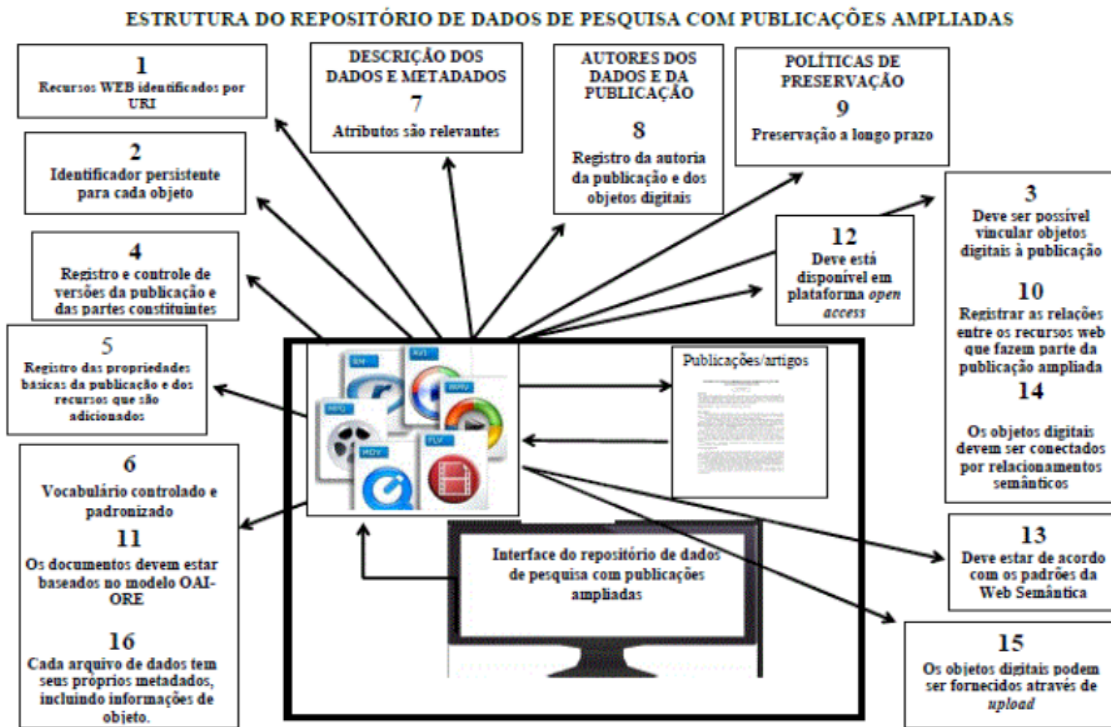 ESTRUTURA DO REPOSITÓRIO DE DADOS DE PESQUISA COM PUBLICAÇÕES AMPLIADAS
1
Recursos WEB identificados por
URI
DESCRIÇÃO DOS
DADOS E METADADOS
7
Atributos são relevantes
AUTORES DOS
DADOS E DA
PUBLICAÇÃO
8
Registro da autoria
da publicação e dos
objetos digitais
POLÍTICAS DE
PRESERVAÇÃO
9
Preservação a longo prazo
2
Identificador persistente
para cada objeto
3
Deve ser possível
vincular objetos
digitais à publicação
10
Registrar as relações
entre os recursos web
que fazem parte da
publicação ampliada
14
Os objetos digitais
devem ser conectados
por relacionamentos
semânticos
12
Deve está
disponível em
plataforma open
access
4
Registro e controle de
versões da publicação e
das partes constituintes
5
Registro das propriedades
básicas da publicação e dos
recursos que são
adicionados
AVI
MPG
MOV
FLV
Publicações/artigos
6
Vocabulário controlado e
padronizado
11
Os documentos devem estar
baseados no modelo OAI-
ORE
16
Cada arquivo de dados tem
seus próprios metadados,
incluindo informações de
objeto.
Interface do repositório de dados
de pesquisa com publicações
ampliadas
13
Deve estar de acordo
com os padrões da
Web Semântica
15
Os objetos digitais podem
ser fornecidos através de
upload